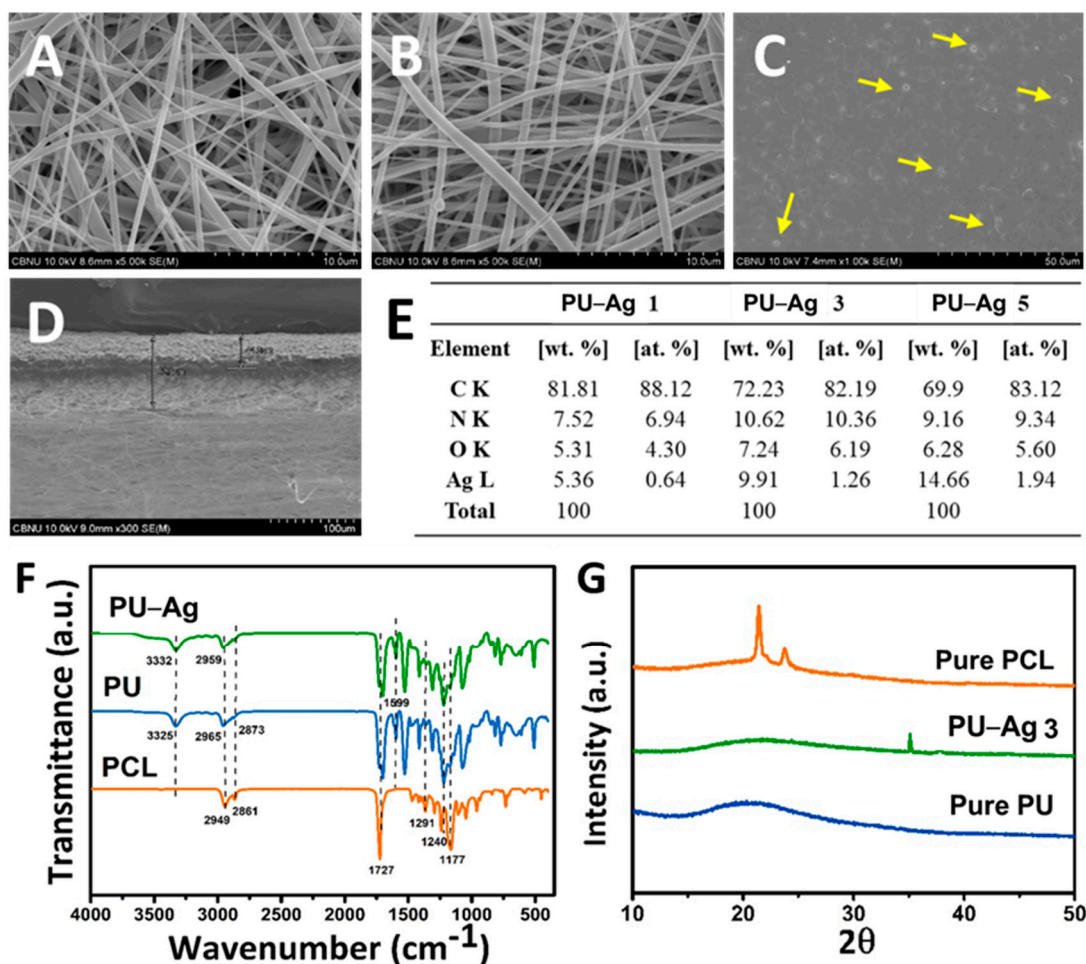 A
CBNU 10.0kV 8.6mm x5.00k SE(M) 10.0um
B
CBNU 10.0kV 8.6mm x5.00k SE(M) 10.0um
C
CBNU 10.0kV 7.4mm x1.00k SE(M) 50.0um
D
CBNU 10.0kV 9.0mm x300 SE(M) 100um
E
PU–Ag 1 PU–Ag 3 PU–Ag 5
Element [wt. %] [at. %] [wt. %] [at. %] [wt. %] [at. %]
C K 81.81 88.12 72.23 82.19 69.9 83.12
N K 7.52 6.94 10.62 10.36 9.16 9.34
O K 5.31 4.30 7.24 6.19 6.28 5.60
Ag L 5.36 0.64 9.91 1.26 14.66 1.94
Total 100 100 100
F
Transmittance (a.u.)
PU–Ag
3332 2959 1599
PU
3325 2965 2873
PCL
2949 2861 1727 1291 1240 1177
4000 3500 3000 2500 2000 1500 1000 500
Wavenumber (cm⁻¹)
G
Intensity (a.u.)
Pure PCL
PU–Ag 3
Pure PU
10 20 30 40 50
2θ